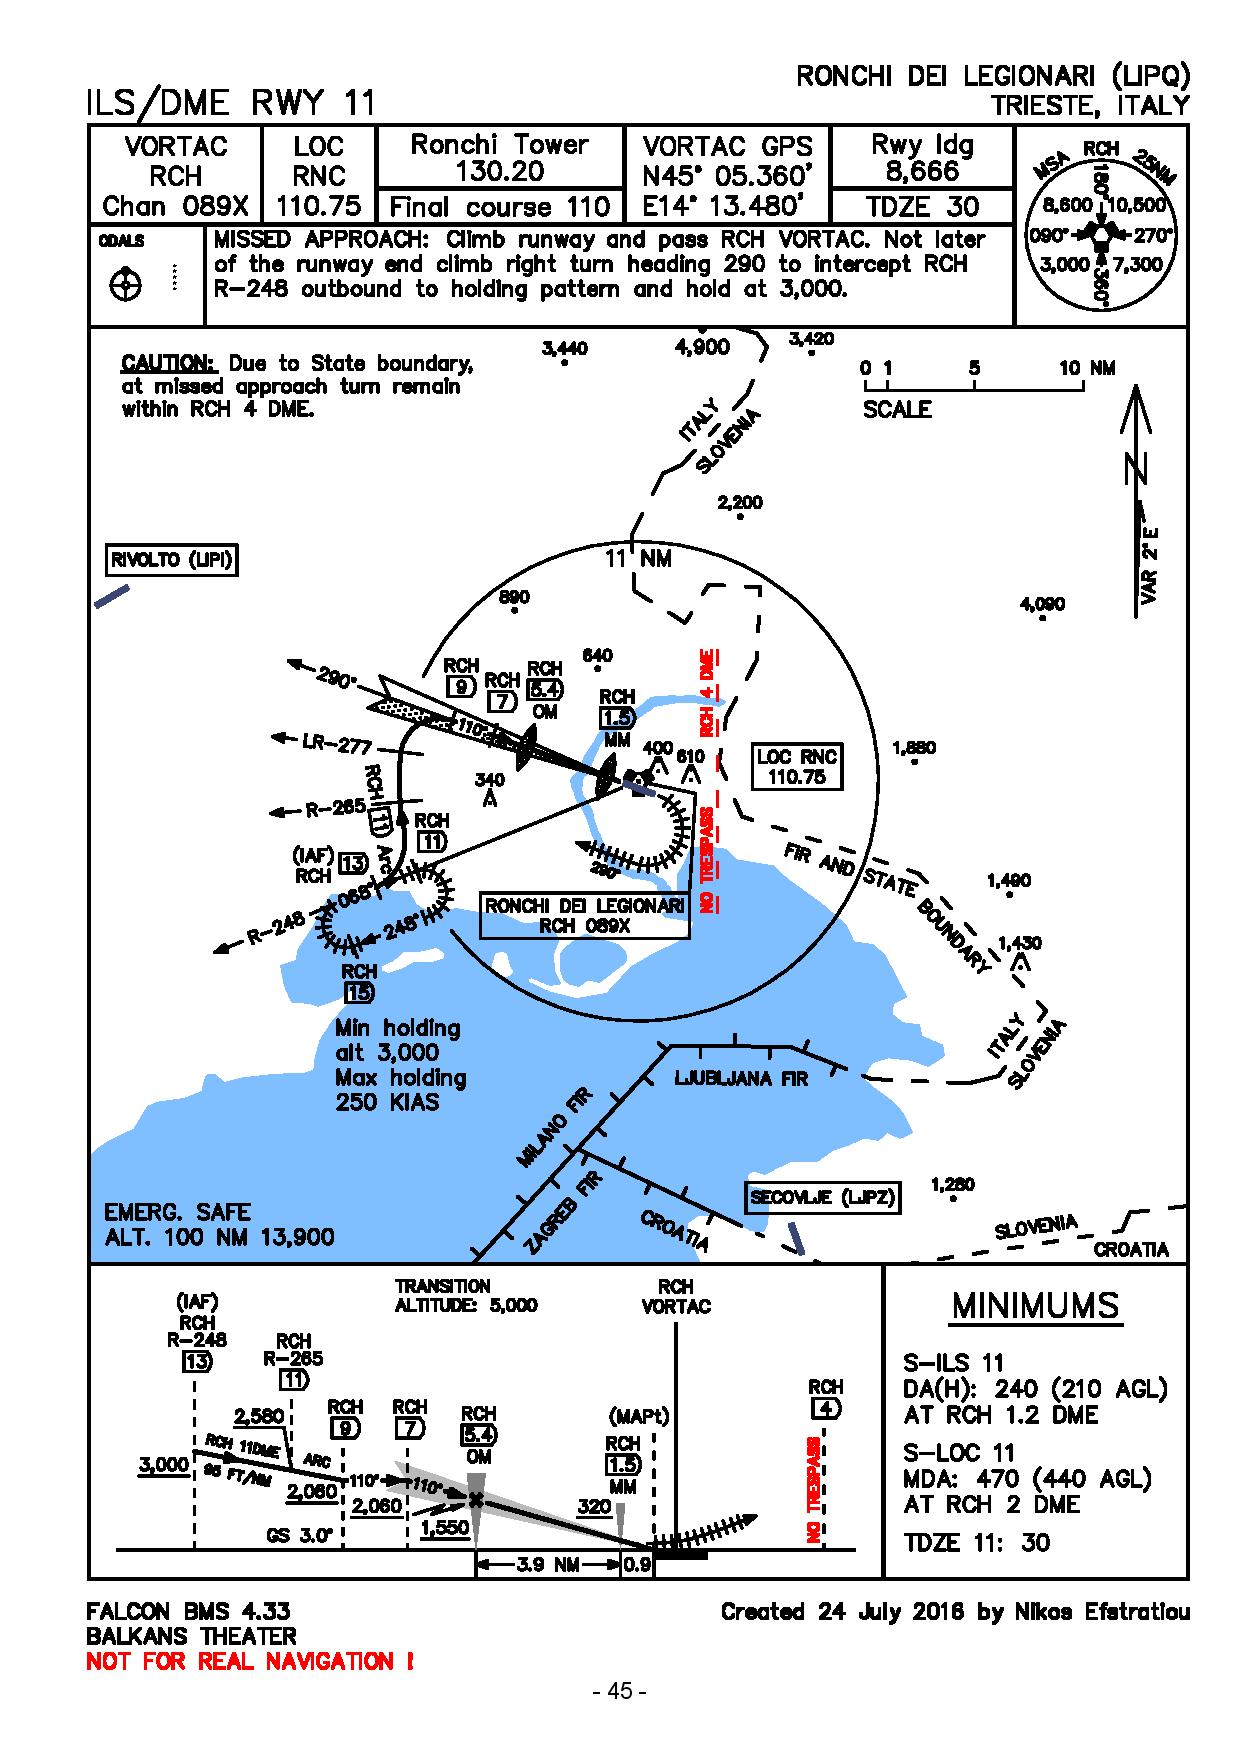 RONCHI DEI LEGIONARI (LIPQ)
ILS/DME RWY 11
TRIESTE, ITALY
VORTAC
RCH
Chan 089X
LOC
RNC
110.75
Ronchi Tower
130.20
Final course 110
VORTAC GPS
N45° 05.360'
E14° 13.480'
Rwy ldg
8,666
TDZE 30
MSA RCH 25NM
180°
8,600 10,500
090° 270°
3,000 7,300
360°
ODALS
MISSED APPROACH: Climb runway and pass RCH VORTAC. Not later
of the runway end climb right turn heading 290 to intercept RCH
R-248 outbound to holding pattern and hold at 3,000.
CAUTION: Due to State boundary,
at missed approach turn remain
within RCH 4 DME.
3,440
4,900
3,420
0 1 5 10 NM
SCALE
ITALY
SLOVENIA
N
VAR 2° E
2,200
RIVOLTO (LIPI)
11 NM
890
4,090
640
RCH
9
RCH
7
RCH
5.4
OM
RCH
1.5
MM
290°
110°
LR-277
R-265
RCH 11 Arc
340
400
610
RCH 4 DME
NO TRESPASS
LOC RNC
110.75
1,880
RCH
11
(IAF)
RCH
13
068°
R-248
248°
290°
RONCHI DEI LEGIONARI
RCH 089X
FIR AND STATE BOUNDARY
1,490
1,430
RCH
15
Min holding
alt 3,000
Max holding
250 KIAS
ITALY
SLOVENIA
LJUBLJANA FIR
MILANO FIR
ZAGREB FIR
CROATIA
SECOVLJE (LJPZ)
1,280
SLOVENIA
CROATIA
EMERG. SAFE
ALT. 100 NM 13,900
TRANSITION
ALTITUDE: 5,000
RCH
VORTAC
(IAF)
RCH
R-248
13
RCH
R-265
11
RCH
9
RCH
7
RCH
5.4
OM
(MAPt)
RCH
1.5
MM
RCH
4
NO TRESPASS
2,580
RCH 11DME ARC
95 FT/NM
3,000
2,060
110°
110°
2,060
1,550
320
GS 3.0°
3.9 NM
0.9
MINIMUMS
S-ILS 11
DA(H): 240 (210 AGL)
AT RCH 1.2 DME
S-LOC 11
MDA: 470 (440 AGL)
AT RCH 2 DME
TDZE 11: 30
FALCON BMS 4.33
BALKANS THEATER
NOT FOR REAL NAVIGATION !
Created 24 July 2016 by Nikos Efstratiou
- 45 -